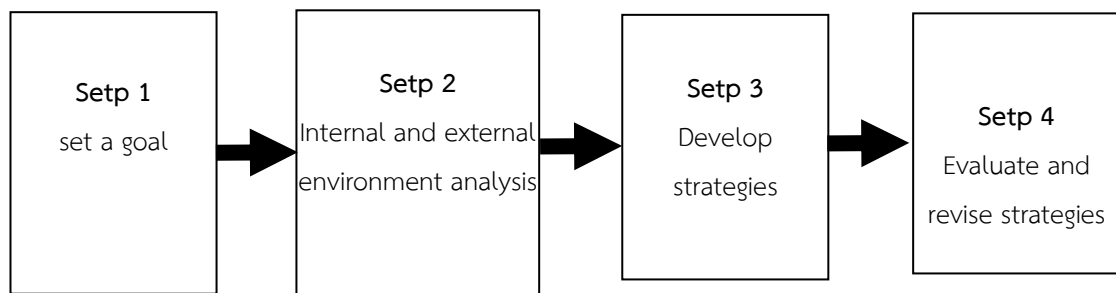 Setp 1
set a goal
Setp 2
Internal and external
environment analysis
Setp 3
Develop
strategies
Setp 4
Evaluate and
revise strategies